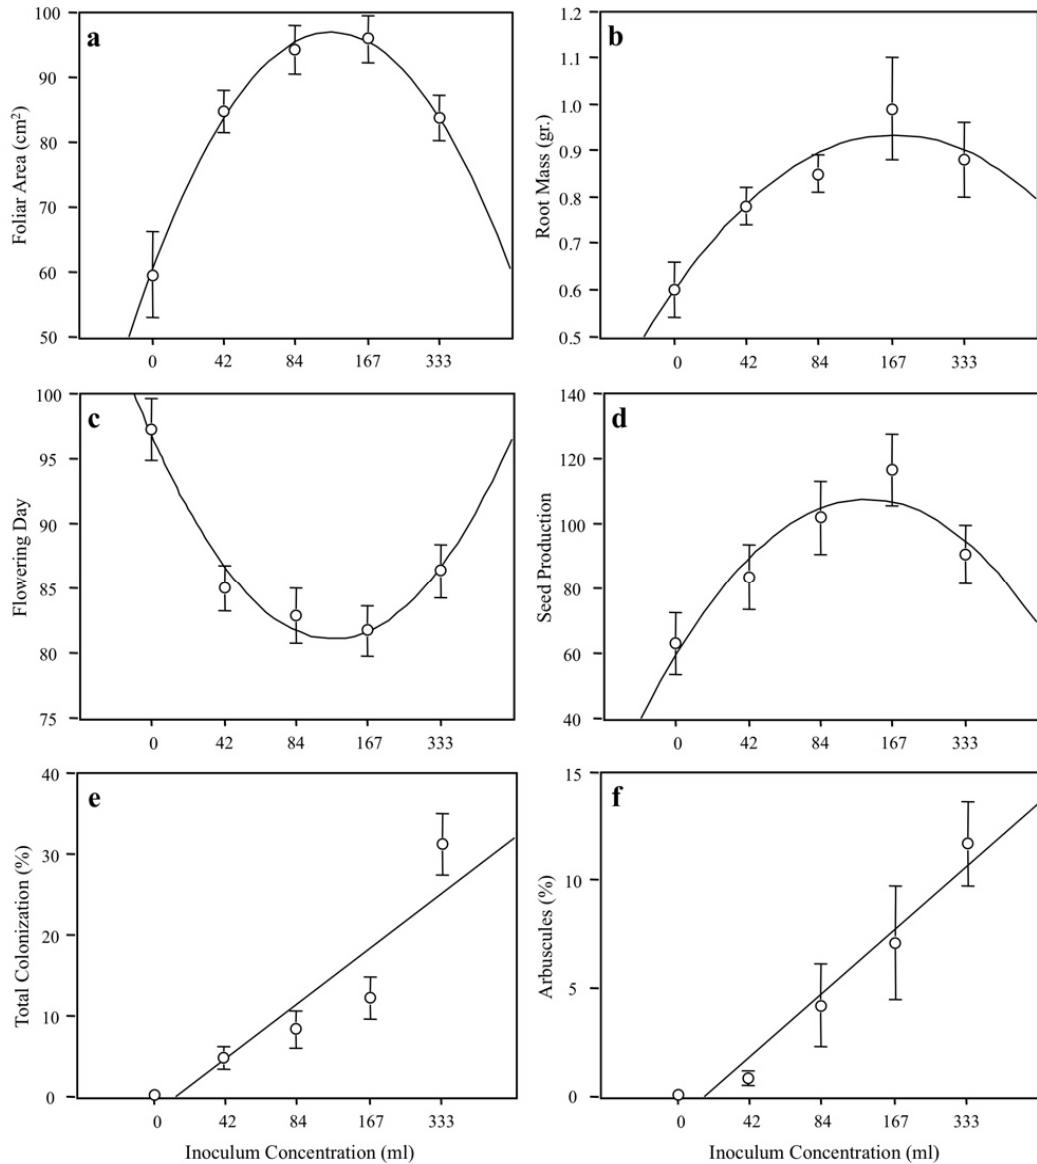 a
Foliar Area (cm²)
100
90
80
70
60
50
0 42 84 167 333
b
Root Mass (gr.)
1.2
1.1
1.0
0.9
0.8
0.7
0.6
0.5
0 42 84 167 333
c
Flowering Day
100
95
90
85
80
75
0 42 84 167 333
d
Seed Production
140
120
100
80
60
40
0 42 84 167 333
e
Total Colonization (%)
40
30
20
10
0
0 42 84 167 333
Inoculum Concentration (ml)
f
Arbuscules (%)
15
10
5
0
0 42 84 167 333
Inoculum Concentration (ml)